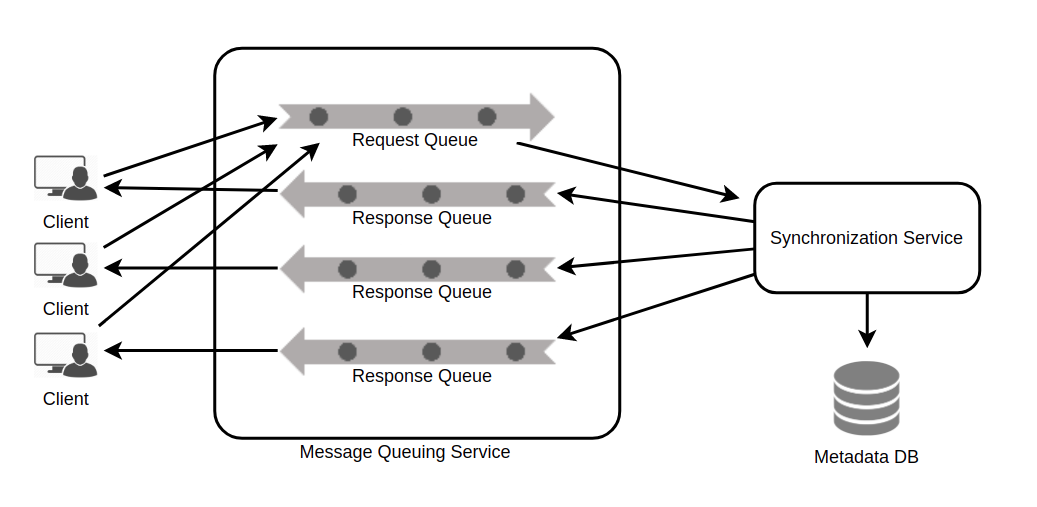 Request Queue
Client
Response Queue
Synchronization Service
Client
Response Queue
Client
Response Queue
Message Queuing Service
Metadata DB